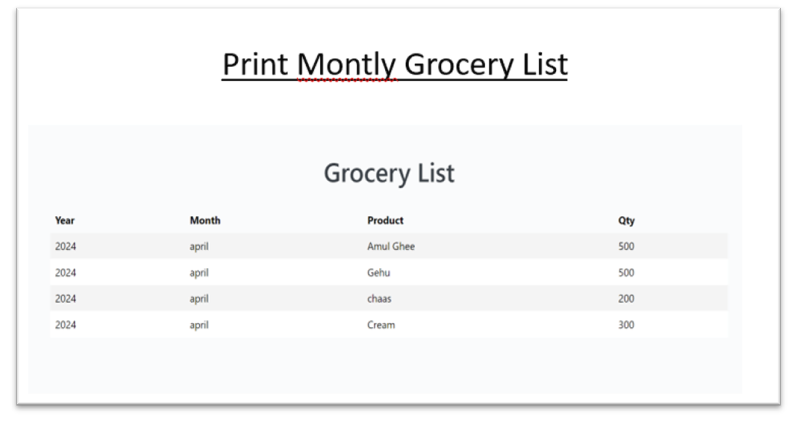 Print Montly Grocery List
Grocery List
Year Month Product Qty
2024 april Amul Ghee 500
2024 april Gehu 500
2024 april chaas 200
2024 april Cream 300